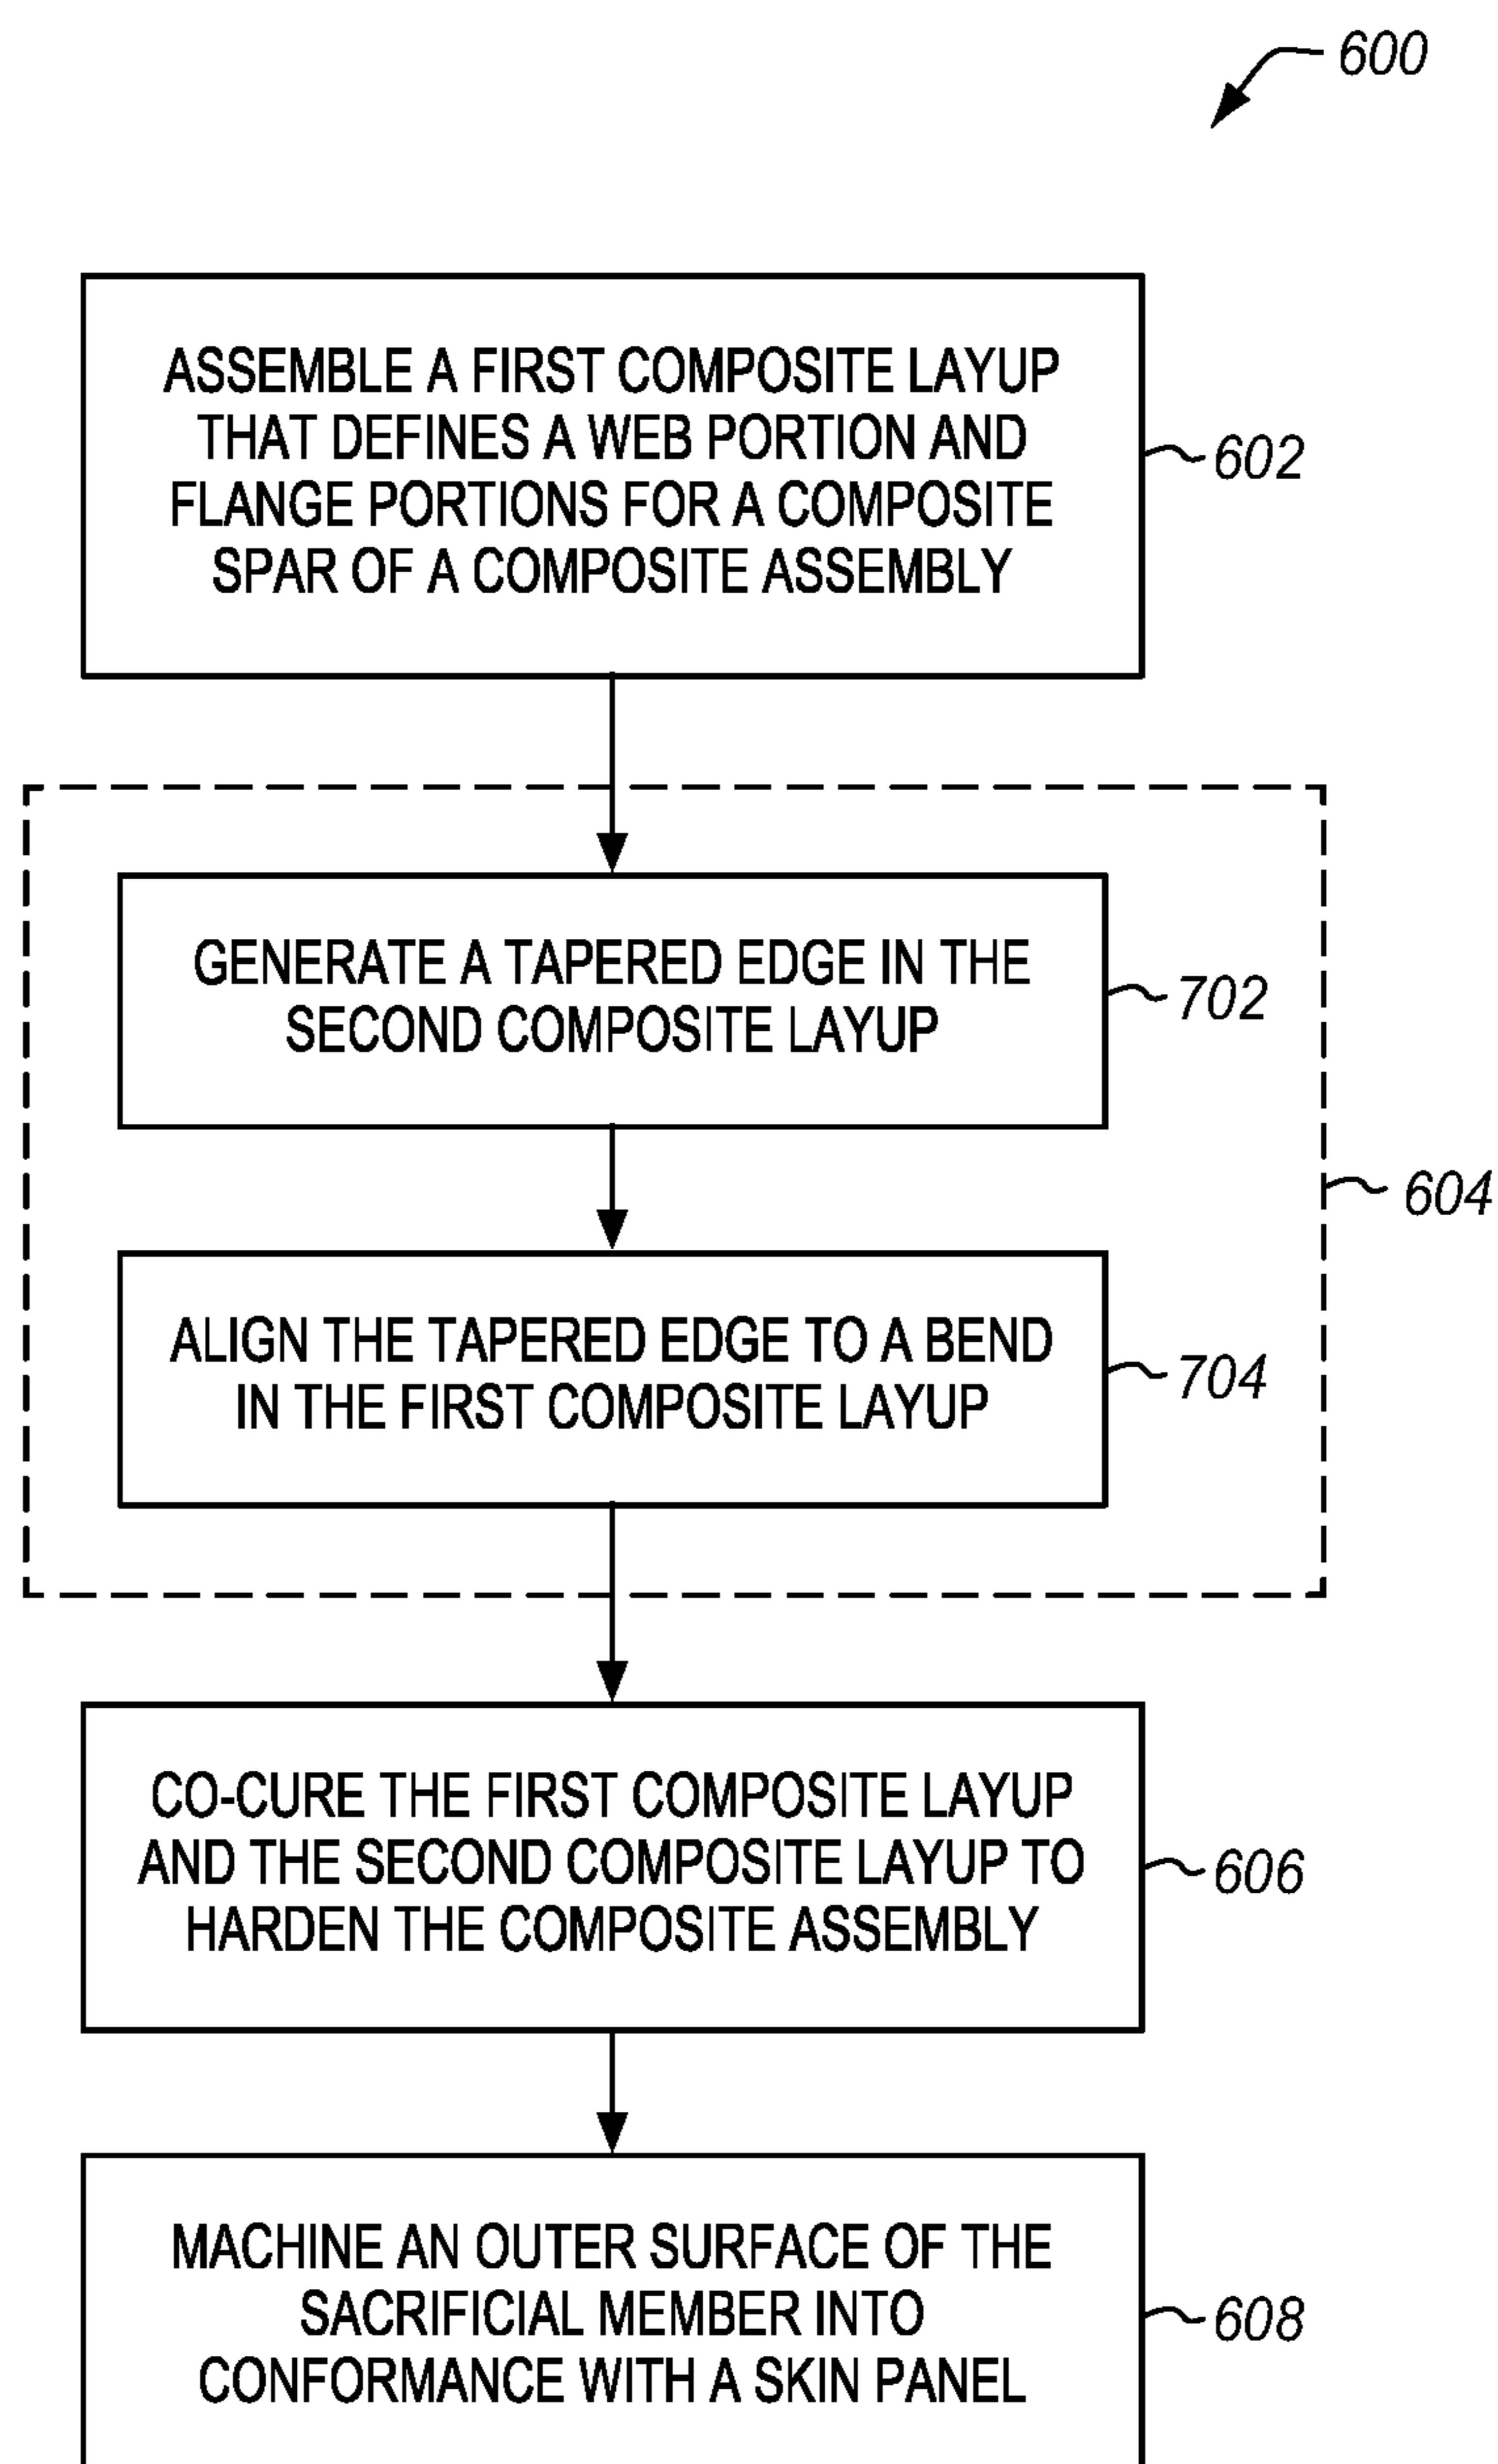 600
ASSEMBLE A FIRST COMPOSITE LAYUP
THAT DEFINES A WEB PORTION AND
FLANGE PORTIONS FOR A COMPOSITE
SPAR OF A COMPOSITE ASSEMBLY
602
GENERATE A TAPERED EDGE IN THE
SECOND COMPOSITE LAYUP
702
604
ALIGN THE TAPERED EDGE TO A BEND
IN THE FIRST COMPOSITE LAYUP
704
CO-CURE THE FIRST COMPOSITE LAYUP
AND THE SECOND COMPOSITE LAYUP TO
HARDEN THE COMPOSITE ASSEMBLY
606
MACHINE AN OUTER SURFACE OF THE
SACRIFICIAL MEMBER INTO
CONFORMANCE WITH A SKIN PANEL
608